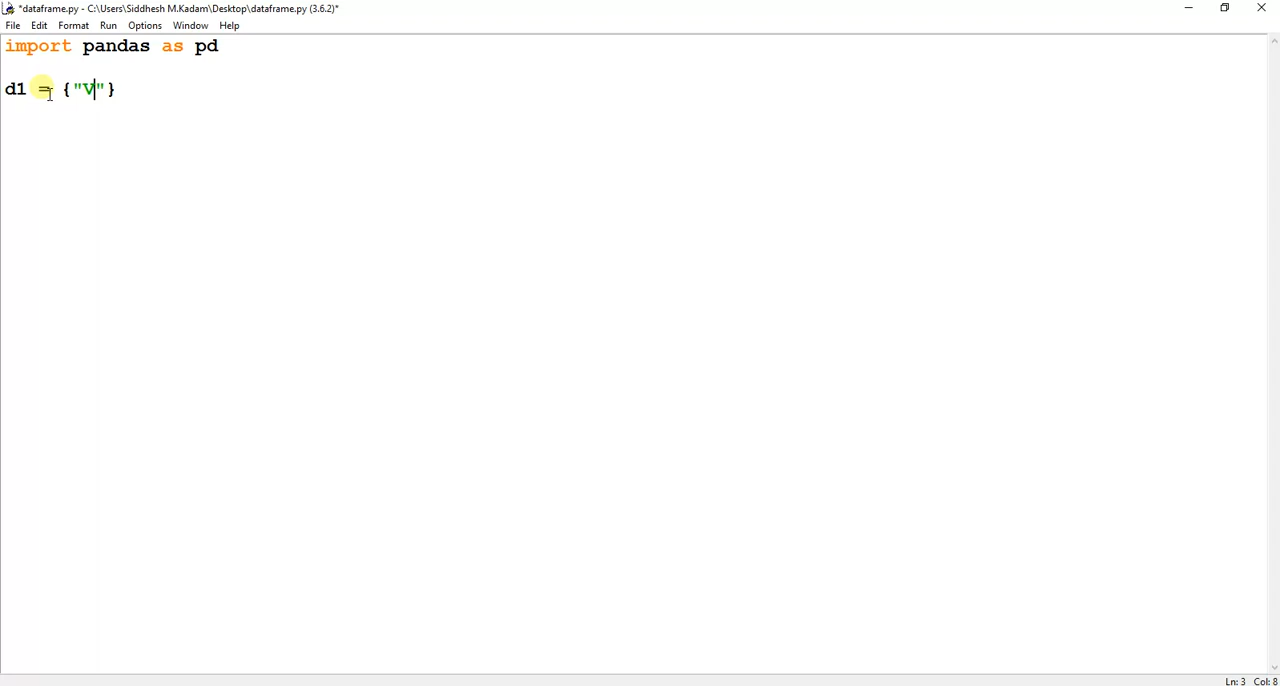 *dataframe.py - C:\Users\Siddhesh M.Kadam\Desktop\dataframe.py (3.6.2)*
File Edit Format Run Options Window Help
import pandas as pd
d1 = {"V"}
Ln: 3 Col: 8